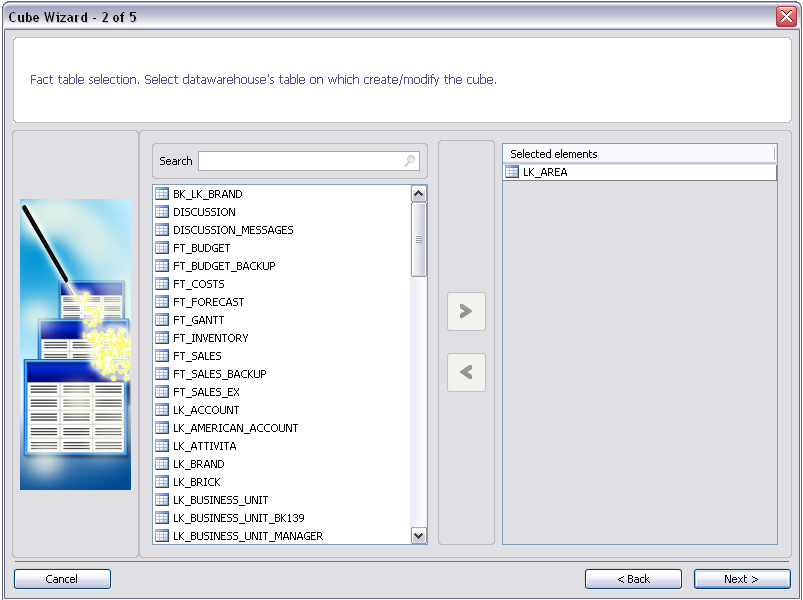 Cube Wizard - 2 of 5
Fact table selection. Select datawarehouse's table on which create/modify the cube.
Search
BK_LK_BRAND
DISCUSSION
DISCUSSION_MESSAGES
FT_BUDGET
FT_BUDGET_BACKUP
FT_COSTS
FT_FORECAST
FT_GANTT
FT_INVENTORY
FT_SALES
FT_SALES_BACKUP
FT_SALES_EX
LK_ACCOUNT
LK_AMERICAN_ACCOUNT
LK_ATTIVITA
LK_BRAND
LK_BRICK
LK_BUSINESS_UNIT
LK_BUSINESS_UNIT_BK139
LK_BUSINESS_UNIT_MANAGER
>
<
Selected elements
LK_AREA
Cancel
< Back
Next >